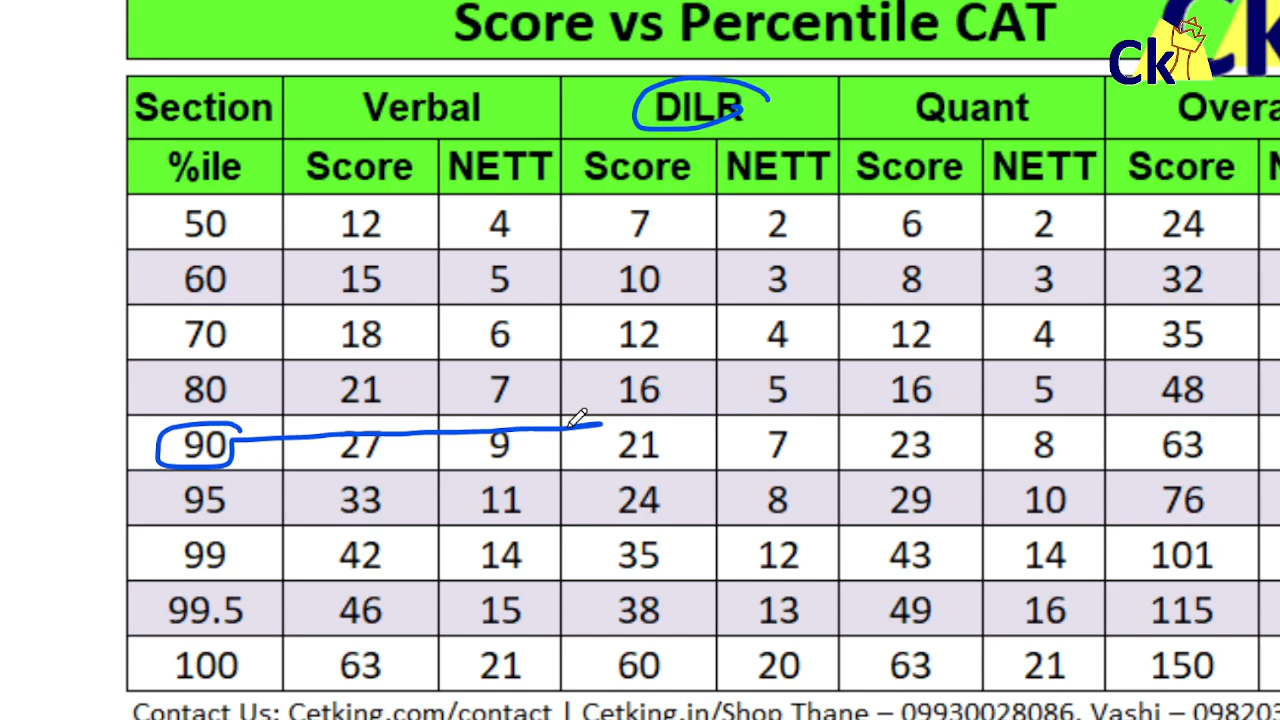 Score vs Percentile CAT
Ck
Section Verbal DILR Quant
%ile Score NETT Score NETT Score NETT Score
50 12 4 7 2 6 2 24
60 15 5 10 3 8 3 32
70 18 6 12 4 12 4 35
80 21 7 16 5 16 5 48
90 27 9 21 7 23 8 63
95 33 11 24 8 29 10 76
99 42 14 35 12 43 14 101
99.5 46 15 38 13 49 16 115
100 63 21 60 20 63 21 150
Contact Us: Cetking.com/contact | Cetking.in/Shop Thane – 09930028086, Vashi –